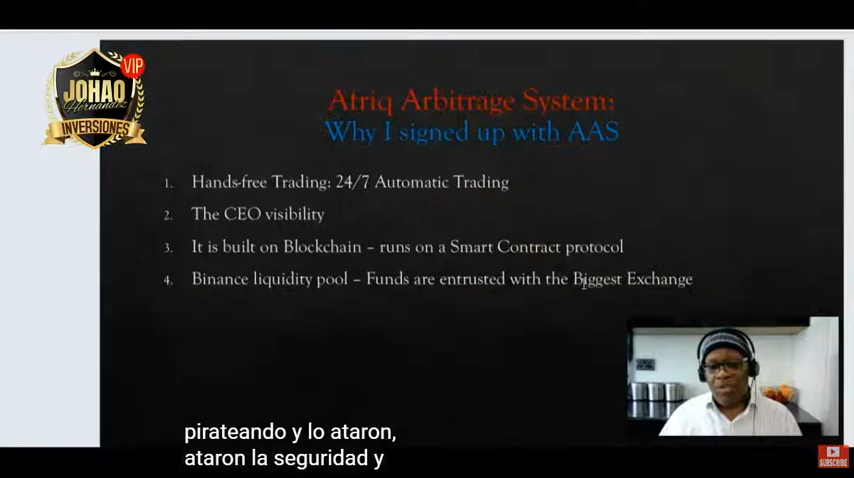 VIP
JOHAO
Hernandez
INVERSIONES
Afriq Arbitrage System:
Why I signed up with AAS
1. Hands-free Trading: 24/7 Automatic Trading
2. The CEO visibility
3. It is built on Blockchain – runs on a Smart Contract protocol
4. Binance liquidity pool – Funds are entrusted with the Biggest Exchange
pirateando y lo ataron,
ataron la seguridad y
SUBSCRIBE